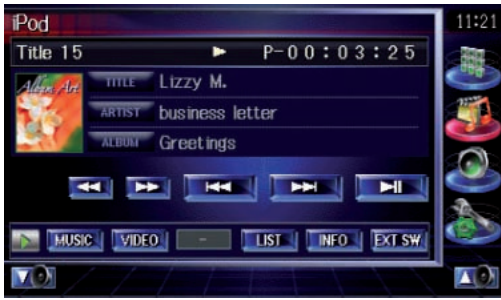 iPod
11:21
Title 15 P-00:03:25
Album Art
TITLE Lizzy M.
ARTIST business letter
ALBUM Greetings
MUSIC VIDEO - LIST INFO EXT SW